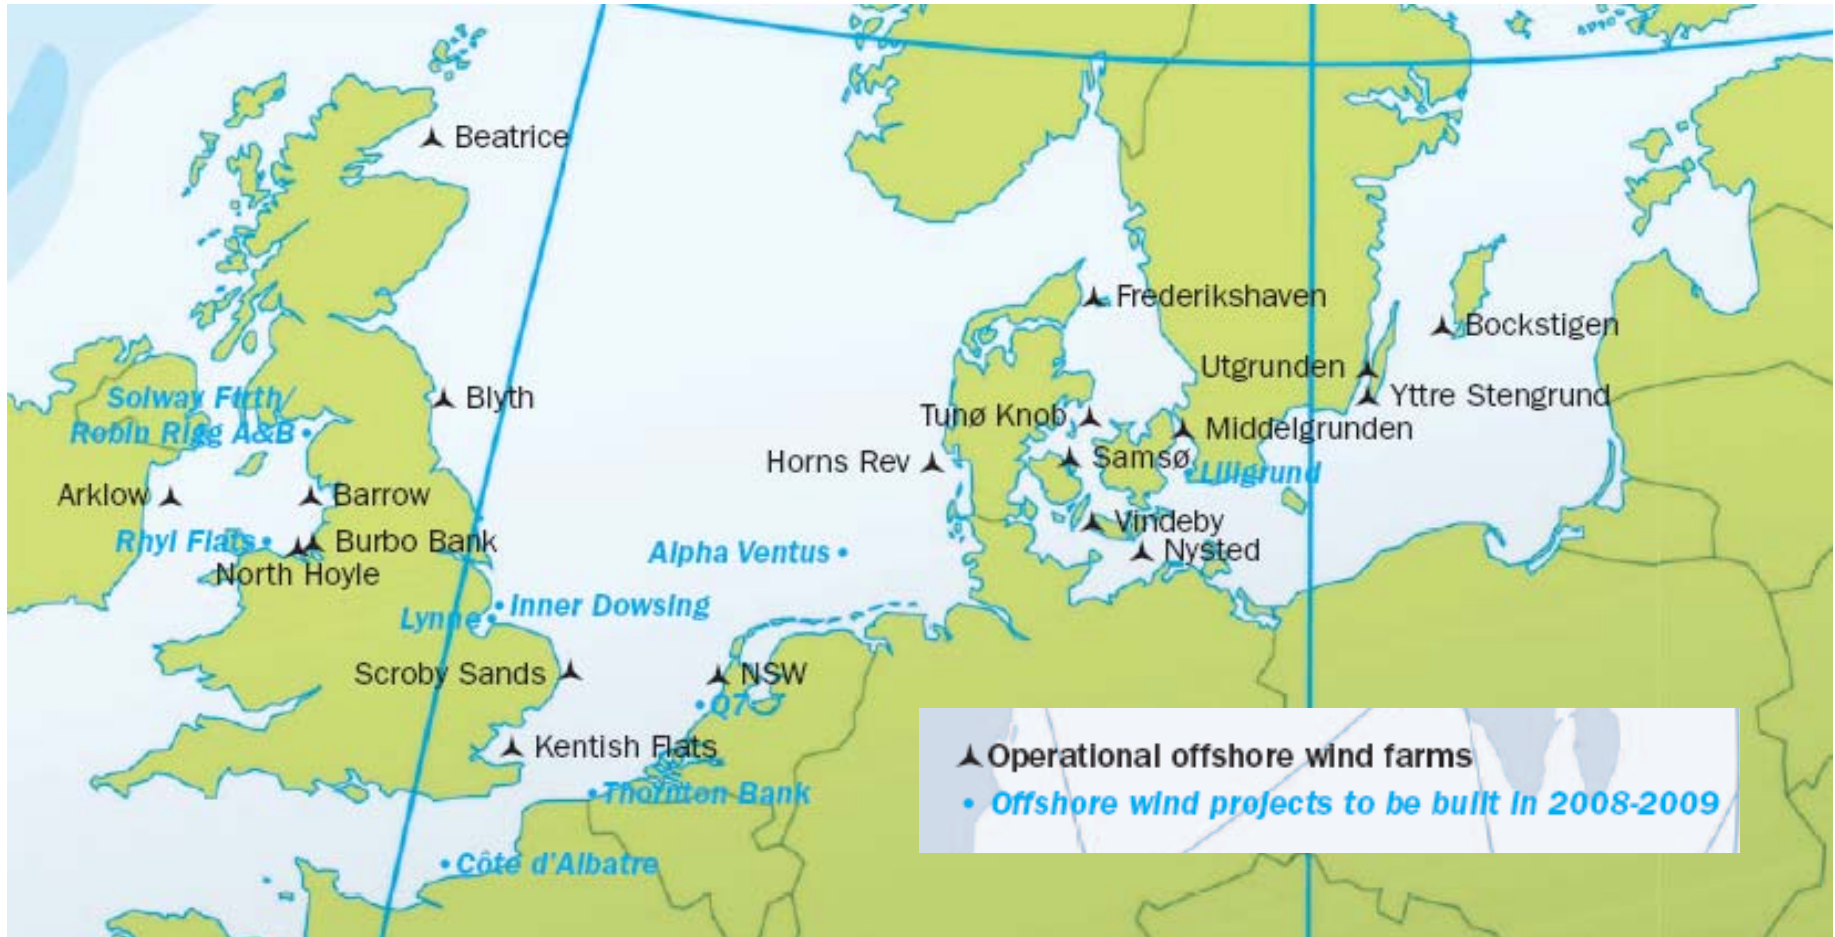 Beatrice
Frederikshaven
Bockstigen
Utgrunden
Yttre Stengrund
Solway Firth/
Robin Rigg A&B
Blyth
Tunø Knob
Middelgrunden
Horns Rev
Samsø
Liligrund
Arklow
Barrow
Rhyl Flats
Burbo Bank
North Hoyle
Vindeby
Nysted
Alpha Ventus
Inner Dowsing
Lynne
Scroby Sands
NSW
Q7
Kentish Flats
Thornton Bank
Côte d'Albatre
Operational offshore wind farms
Offshore wind projects to be built in 2008-2009